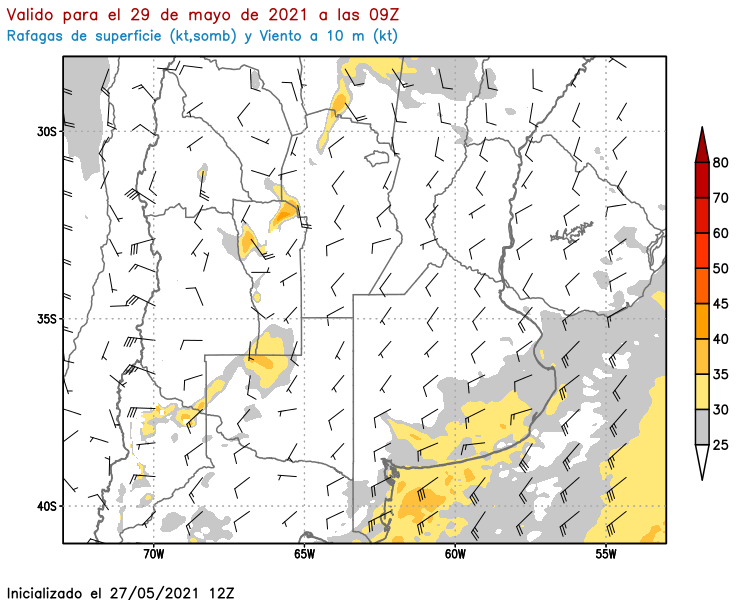 Valido para el 29 de mayo de 2021 a las 09Z
Rafagas de superficie (kt,somb) y Viento a 10 m (kt)
30S
35S
40S
70W
65W
60W
55W
80
70
60
50
45
40
35
30
25
Inicializado el 27/05/2021 12Z